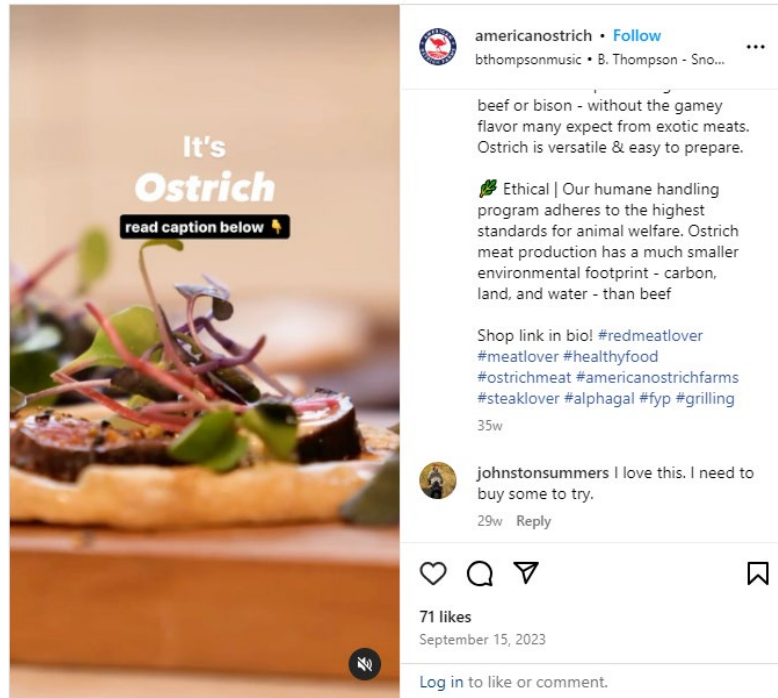 It's
Ostrich
read caption below 👇
americanostrich • Follow
bthompsonmusic • B. Thompson - Sno...
beef or bison - without the gamey
flavor many expect from exotic meats.
Ostrich is versatile & easy to prepare.
🌿 Ethical | Our humane handling
program adheres to the highest
standards for animal welfare. Ostrich
meat production has a much smaller
environmental footprint - carbon,
land, and water - than beef
Shop link in bio! #redmeatlover
#meatlover #healthyfood
#ostrichmeat #americanostrichfarms
#steaklover #alphagal #fyp #grilling
35w
johnstonsummers I love this. I need to
buy some to try.
29w Reply
71 likes
September 15, 2023
Log in to like or comment.